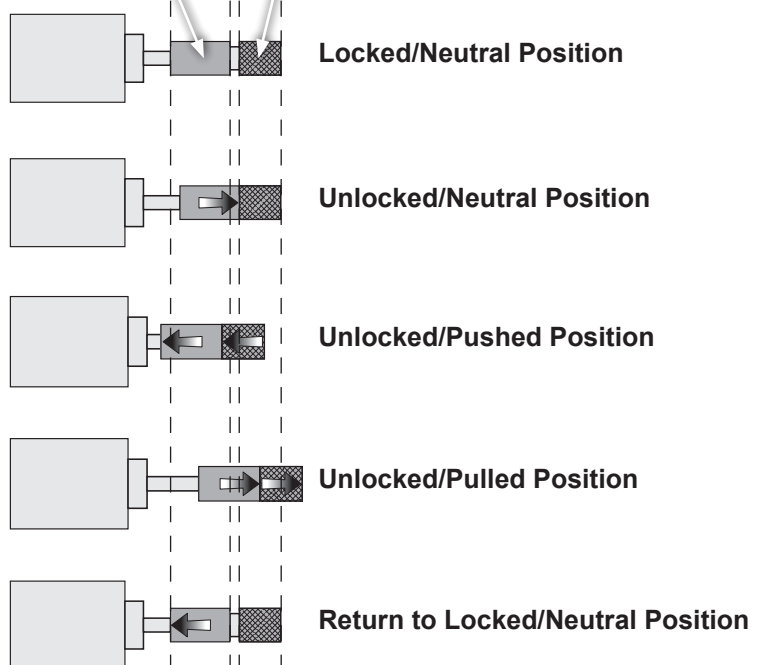 Locked/Neutral Position
Unlocked/Neutral Position
Unlocked/Pushed Position
Unlocked/Pulled Position
Return to Locked/Neutral Position